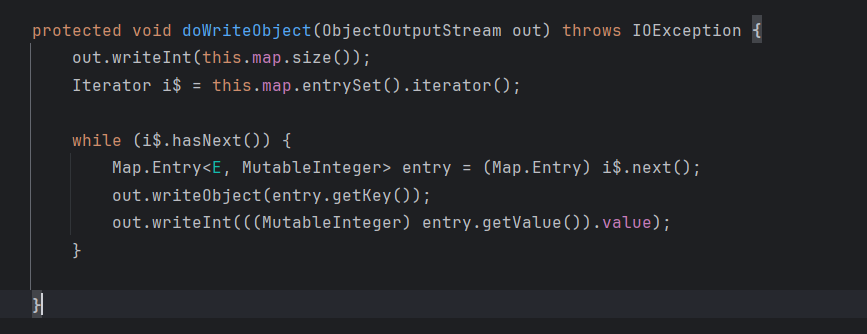 protected void doWriteObject(ObjectOutputStream out) throws IOException {
    out.writeInt(this.map.size());
    Iterator i$ = this.map.entrySet().iterator();

    while (i$.hasNext()) {
        Map.Entry<E, MutableInteger> entry = (Map.Entry) i$.next();
        out.writeObject(entry.getKey());
        out.writeInt(((MutableInteger) entry.getValue()).value);
    }

}